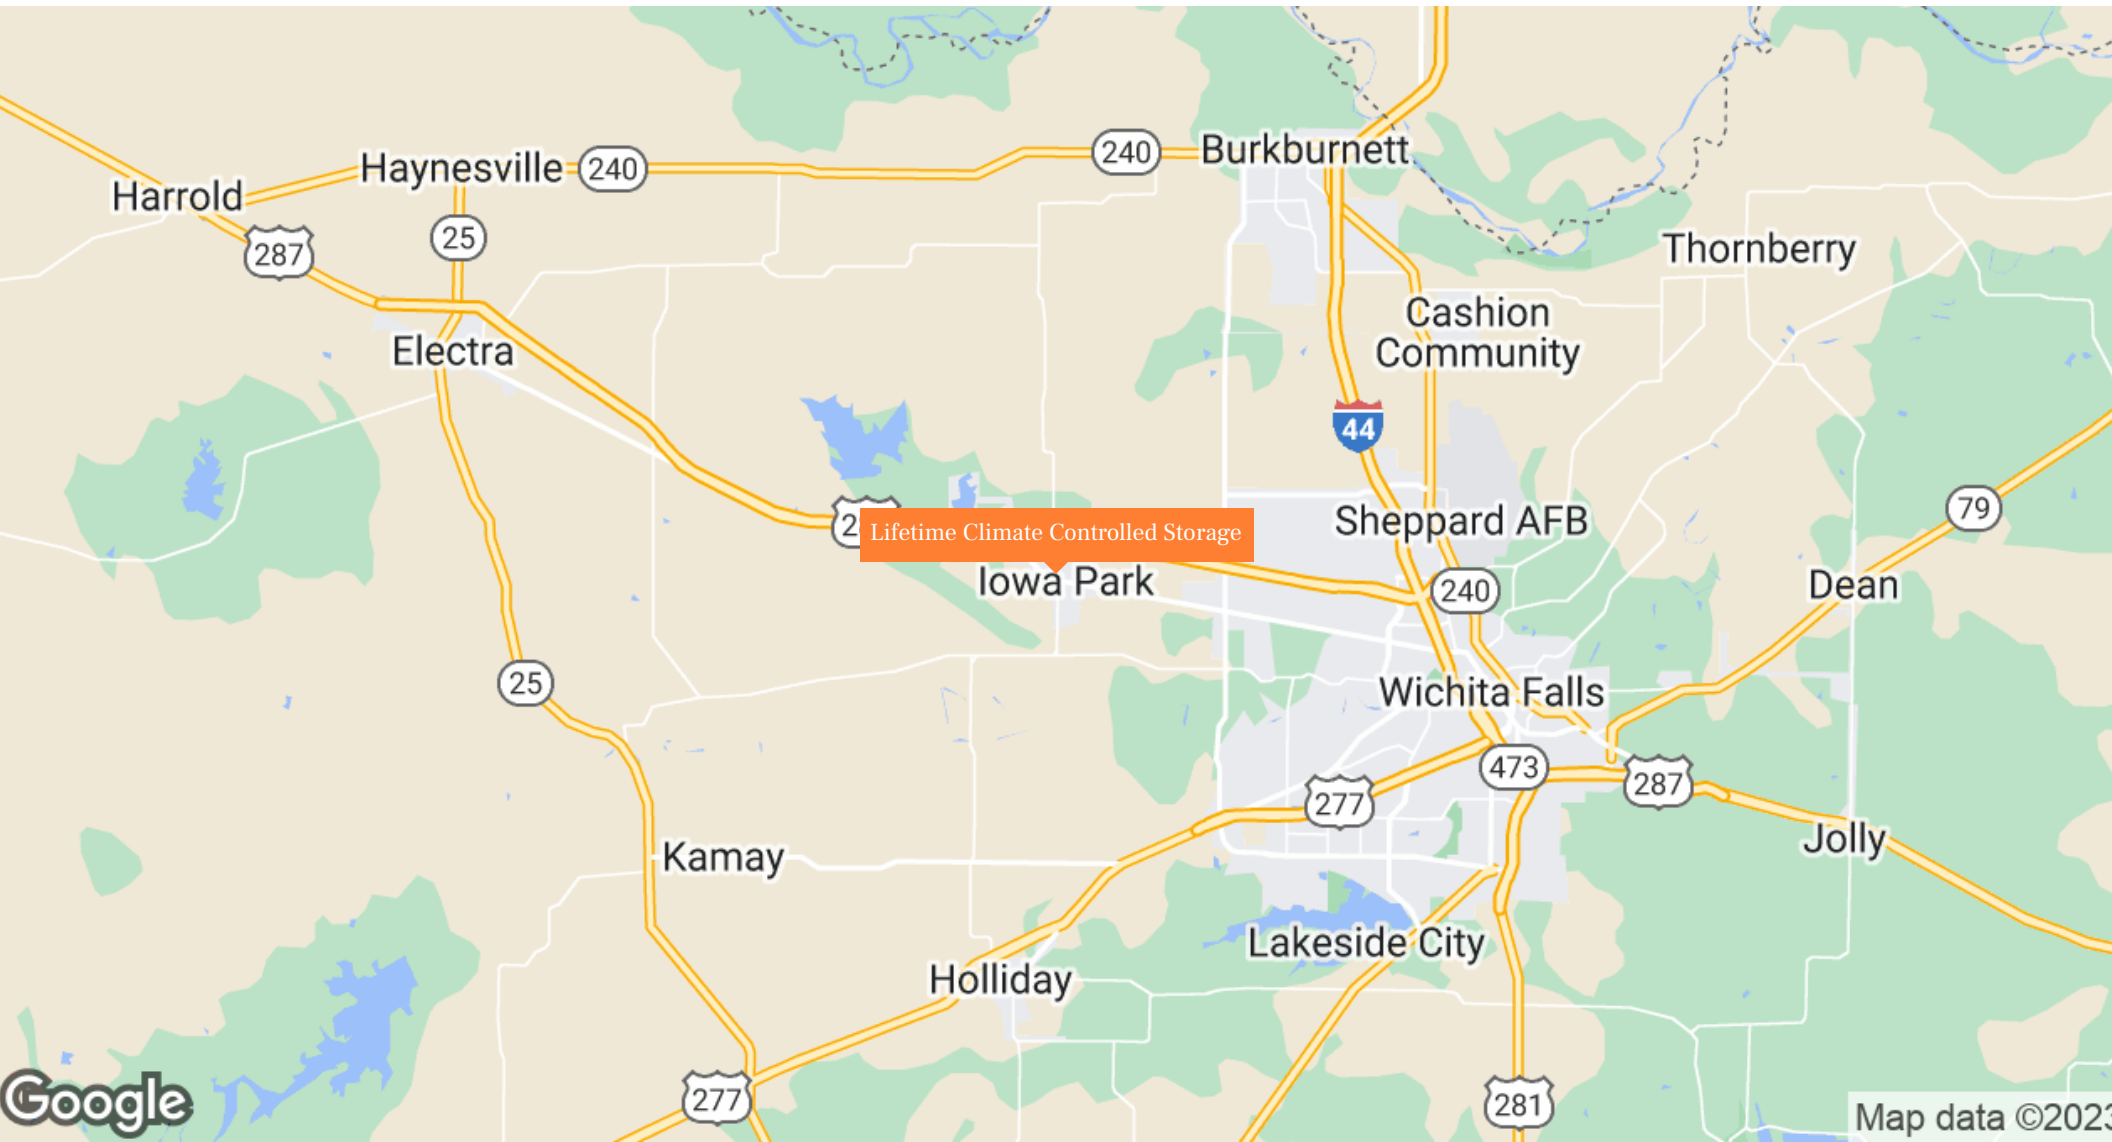 Burkburnett
240
Haynesville
240
Harrold
25
287
Thornberry
Cashion
Community
Electra
44
79
Sheppard AFB
Lifetime Climate Controlled Storage
Iowa Park
240
Dean
25
Wichita Falls
473
287
277
Jolly
Kamay
Lakeside City
Holliday
277
281
Google
Map data ©2023